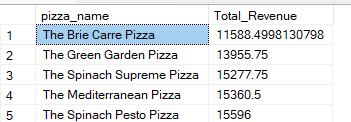 pizza_name Total_Revenue
1 The Brie Carre Pizza 11588.4998130798
2 The Green Garden Pizza 13955.75
3 The Spinach Supreme Pizza 15277.75
4 The Mediterranean Pizza 15360.5
5 The Spinach Pesto Pizza 15596